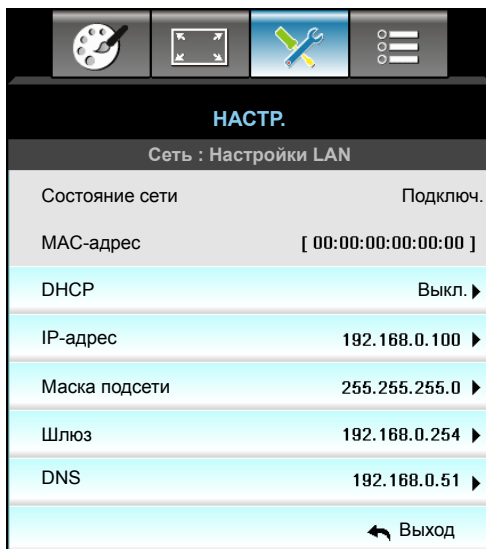 НАСТР.
Сеть : Настройки LAN
Состояние сети Подключ.
MAC-адрес [ 00:00:00:00:00:00 ]
DHCP Выкл.
IP-адрес 192.168.0.100
Маска подсети 255.255.255.0
Шлюз 192.168.0.254
DNS 192.168.0.51
Выход